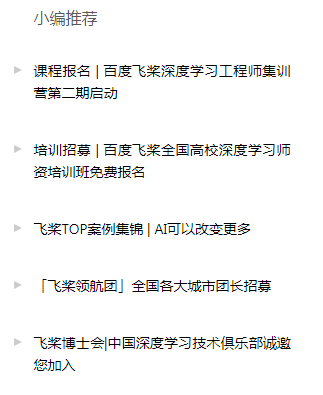 小编推荐
课程报名 | 百度飞桨深度学习工程师集训
营第二期启动
培训招募 | 百度飞桨全国高校深度学习师
资培训班免费报名
飞桨TOP案例集锦 | AI可以改变更多
「飞桨领航团」全国各大城市团长招募
飞桨博士会|中国深度学习技术俱乐部诚邀
您加入